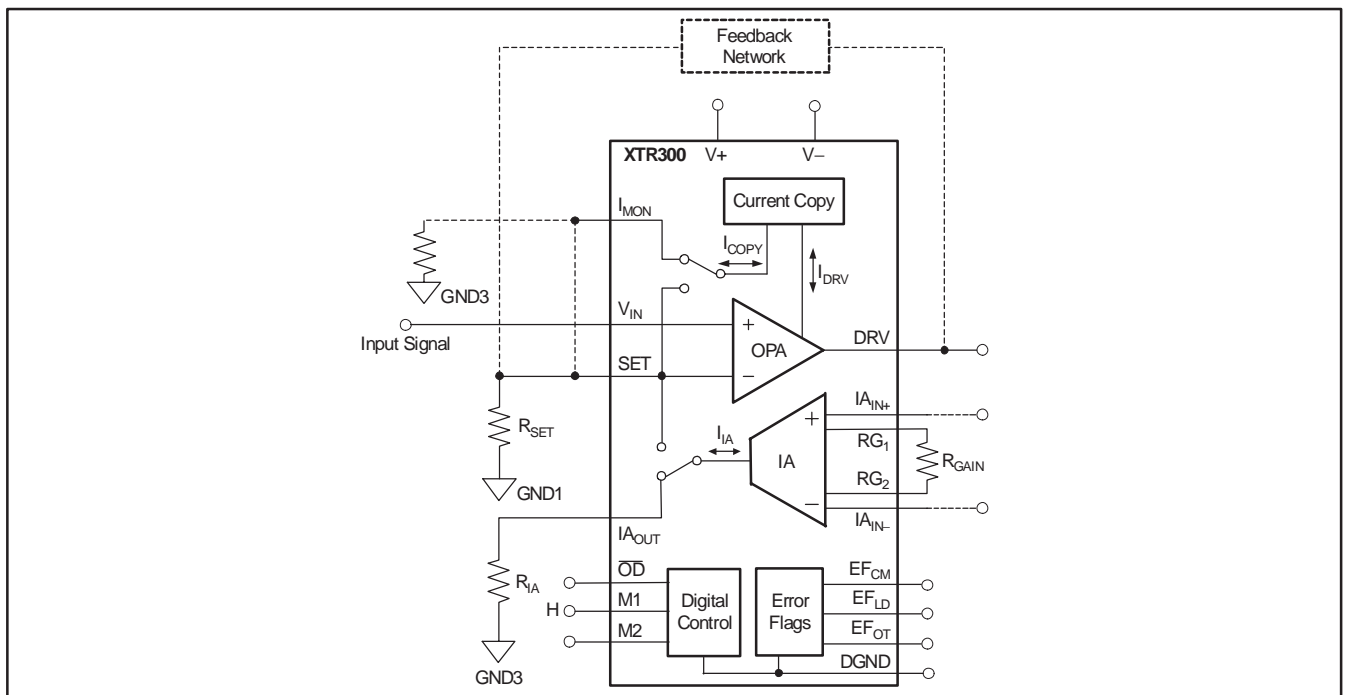 Feedback
Network
XTR300
V+
V−
Current Copy
I_MON
I_COPY
I_DRV
GND3
V_IN
Input Signal
+
OPA
−
DRV
SET
IA_IN+
+
I_IA
IA
RG_1
R_GAIN
RG_2
−
IA_IN−
R_SET
GND1
IA_OUT
R_IA
OD
M1
H
M2
Digital
Control
Error
Flags
EF_CM
EF_LD
EF_OT
DGND
GND3